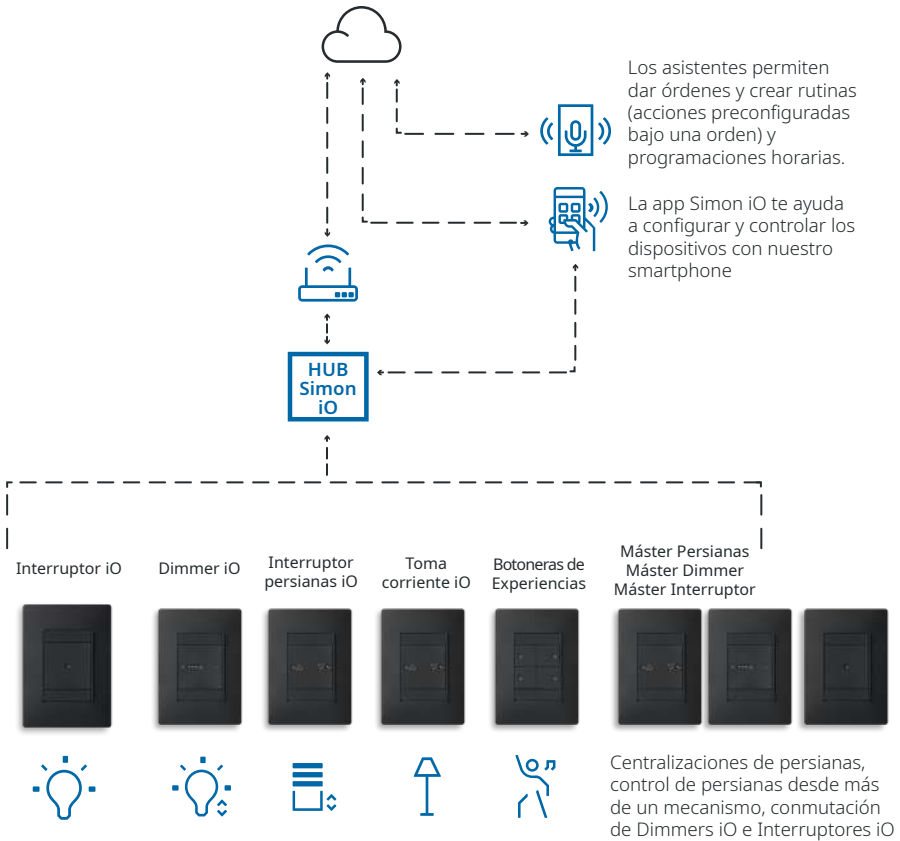 Los asistentes permiten
dar órdenes y crear rutinas
(acciones preconfiguradas
bajo una orden) y
programaciones horarias.
La app Simon iO te ayuda
a configurar y controlar los
dispositivos con nuestro
smartphone
HUB
Simon
iO
Interruptor iO
Dimmer iO
Interruptor
persianas iO
Toma
corriente iO
Botoneras de
Experiencias
Máster Persianas
Máster Dimmer
Máster Interruptor
Centralizaciones de persianas,
control de persianas desde más
de un mecanismo, conmutación
de Dimmers iO e Interruptores iO